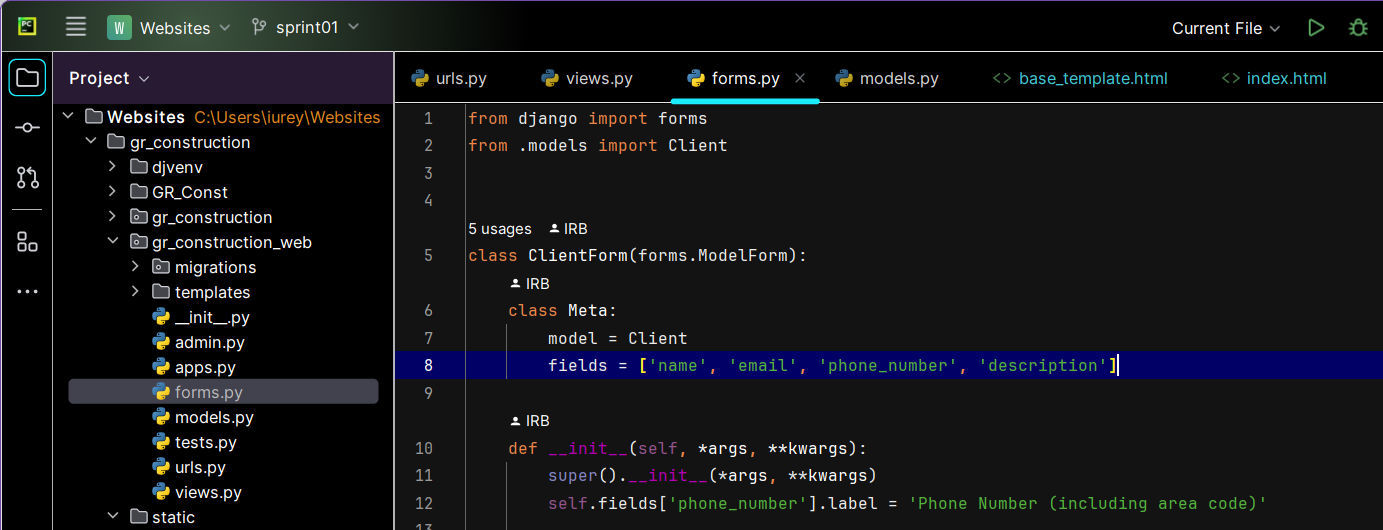 PC
W Websites sprint01 Current File
Project
urls.py views.py forms.py models.py <> base_template.html <> index.html
Websites C:\Users\iurey\Websites
gr_construction
djvenv
GR_Const
gr_construction
gr_construction_web
migrations
templates
__init__.py
admin.py
apps.py
forms.py
models.py
tests.py
urls.py
views.py
static
1 from django import forms
2 from .models import Client
3
4
5 usages IRB
5 class ClientForm(forms.ModelForm):
IRB
6 class Meta:
7 model = Client
8 fields = ['name', 'email', 'phone_number', 'description']
9
IRB
10 def __init__(self, *args, **kwargs):
11 super().__init__(*args, **kwargs)
12 self.fields['phone_number'].label = 'Phone Number (including area code)'
13